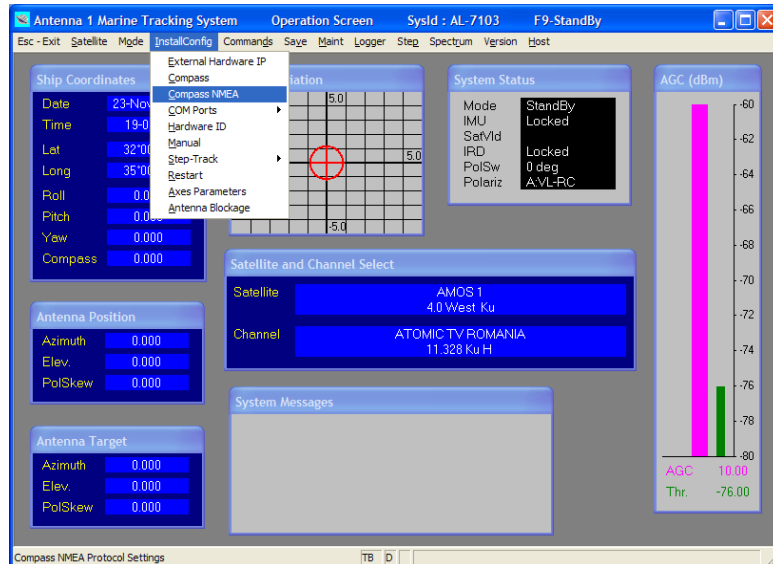 Antenna 1 Marine Tracking System Operation Screen SysId : AL-7103 F9-StandBy
Esc - Exit Satellite Mode InstallConfig Commands Save Maint Logger Step Spectrum Version Host
External Hardware IP
Compass
Compass NMEA
COM Ports
Hardware ID
Manual
Step-Track
Restart
Axes Parameters
Antenna Blockage
Ship Coordinates
Date 23-Nov
Time 19-0
Lat 32°00
Long 35°00
Roll 0.0
Pitch 0.0
Yaw 0.000
Compass 0.000
5.0
5.0
-5.0
System Status
Mode StandBy
IMU Locked
SatVld
IRD Locked
PolSw 0 deg
Polariz A:VL-RC
AGC (dBm)
-60
-62
-64
-66
-68
-70
-72
-74
-76
-78
-80
AGC 10.00
Thr. -76.00
Satellite and Channel Select
Satellite AMOS 1
4.0 West Ku
Channel ATOMIC TV ROMANIA
11.328 Ku H
Antenna Position
Azimuth 0.000
Elev. 0.000
PolSkew 0.000
System Messages
Antenna Target
Azimuth 0.000
Elev. 0.000
PolSkew 0.000
Compass NMEA Protocol Settings TB D